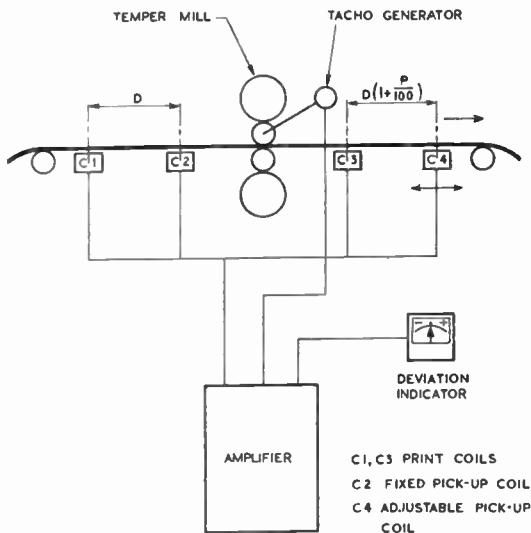 TEMPER MILL
TACHO GENERATOR
D
D(1+P/100)
C1
C2
C3
C4
- +
DEVIATION
INDICATOR
AMPLIFIER
C1, C3 PRINT COILS
C2 FIXED PICK-UP COIL
C4 ADJUSTABLE PICK-UP
COIL